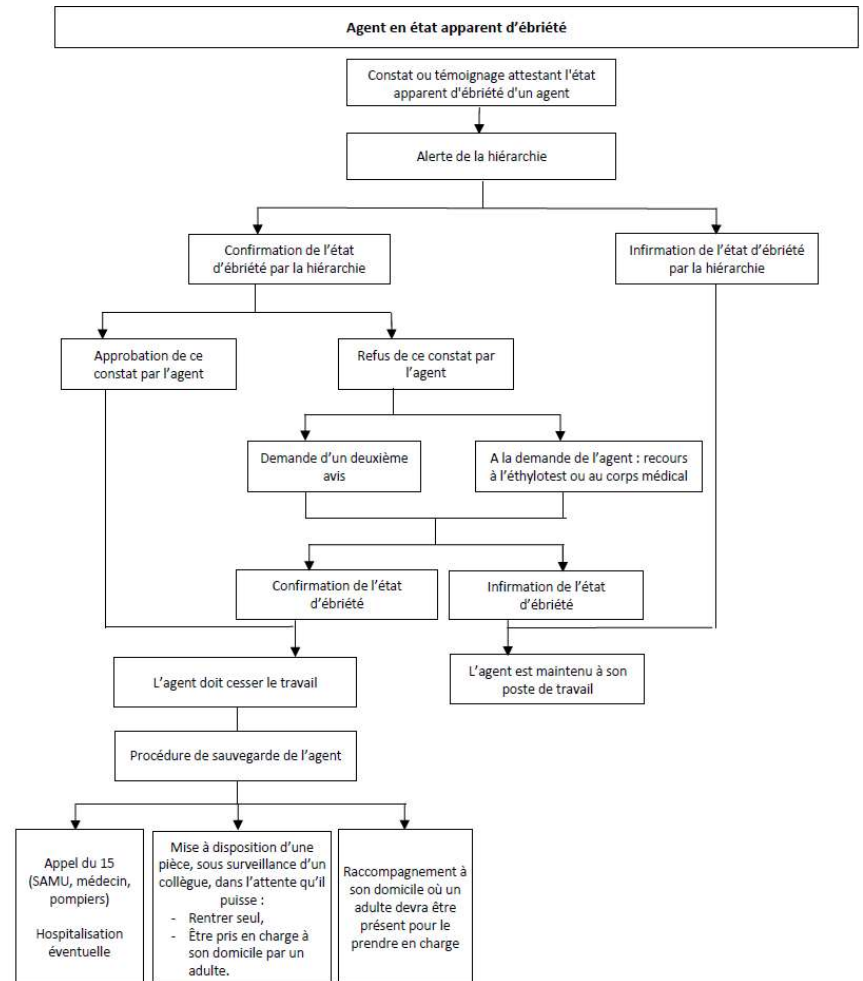 Agent en état apparent d'ébriété
Constat ou témoignage attestant l'état
apparent d'ébriété d'un agent
Alerte de la hiérarchie
Confirmation de l'état
d'ébriété par la hiérarchie
Infirmation de l'état d'ébriété
par la hiérarchie
Approbation de ce
constat par l'agent
Refus de ce constat par
l'agent
Demande d'un deuxième
avis
A la demande de l'agent : recours
à l'éthylotest ou au corps médical
Confirmation de l'état
d'ébriété
Infirmation de l'état
d'ébriété
L'agent doit cesser le travail
L'agent est maintenu à son
poste de travail
Procédure de sauvegarde de l'agent
Appel du 15
(SAMU, médecin,
pompiers)
Hospitalisation
éventuelle
Mise à disposition d'une
pièce, sous surveillance d'un
collègue, dans l'attente qu'il
puisse :
- Rentrer seul,
- Être pris en charge à
son domicile par un
adulte.
Raccompagnement à
son domicile où un
adulte devra être
présent pour le
prendre en charge